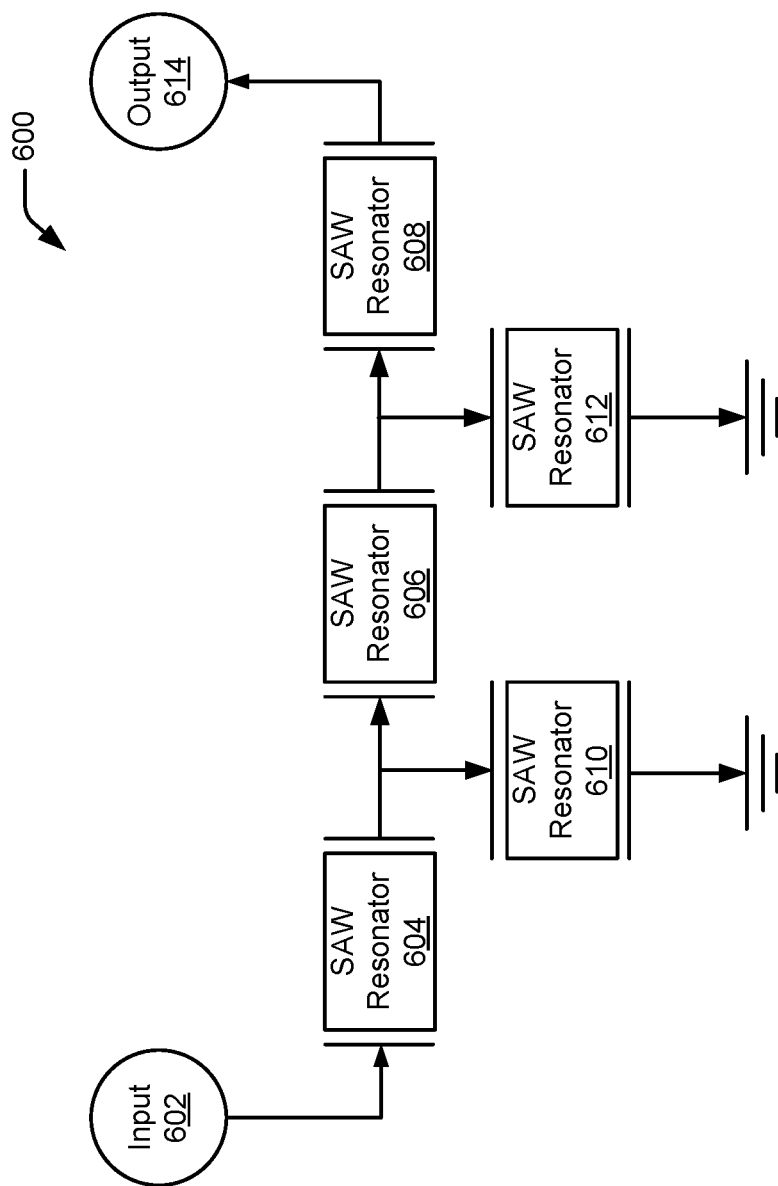 600
Input
602
SAW
Resonator
604
SAW
Resonator
606
SAW
Resonator
608
Output
614
SAW
Resonator
610
SAW
Resonator
612